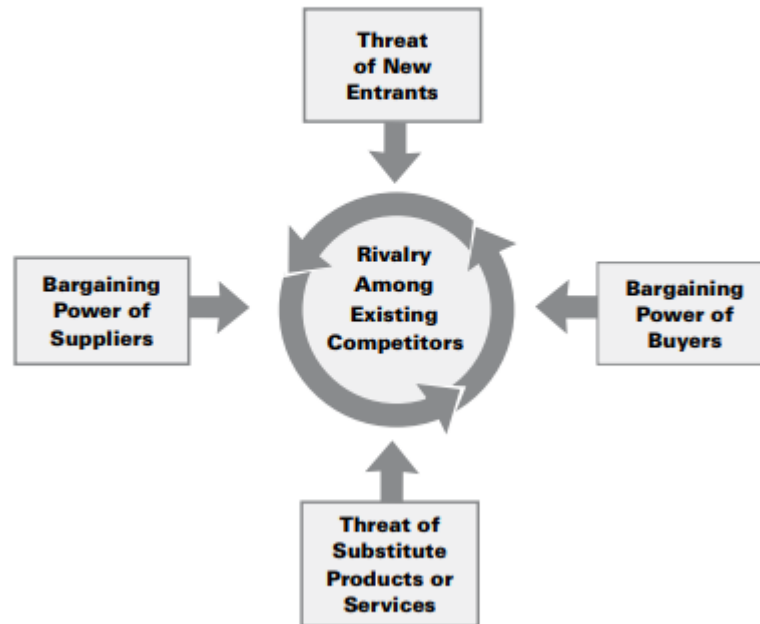 Threat
of New
Entrants
Rivalry
Among
Existing
Competitors
Bargaining
Power of
Suppliers
Bargaining
Power of
Buyers
Threat of
Substitute
Products or
Services